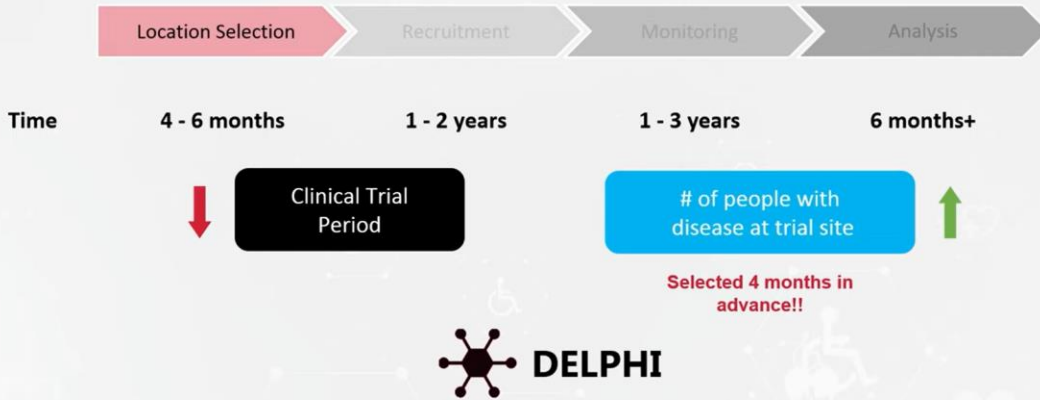 Location Selection
Recruitment
Monitoring
Analysis
Time
4 - 6 months
1 - 2 years
1 - 3 years
6 months+
Clinical Trial
Period
# of people with
disease at trial site
Selected 4 months in
advance!!
DELPHI